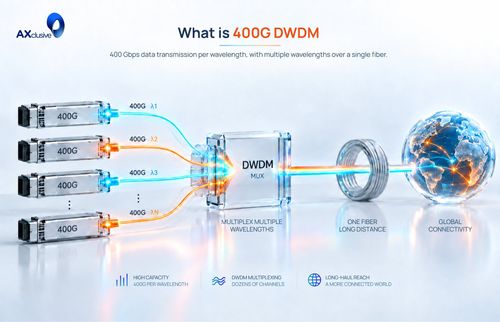 AXclusive
What is 400G DWDM
400 Gbps data transmission per wavelength, with multiple wavelengths over a single fiber.
400G
400G λ1
400G
400G λ2
400G
400G λ3
400G
400G λN
DWDM
MUX
MULTIPLEX MULTIPLE
WAVELENGTHS
ONE FIBER
LONG DISTANCE
GLOBAL
CONNECTIVITY
HIGH CAPACITY
400G PER WAVELENGTH
DWDM MULTIPLEXING
DOZENS OF CHANNELS
LONG-HAUL REACH
A MORE CONNECTED WORLD